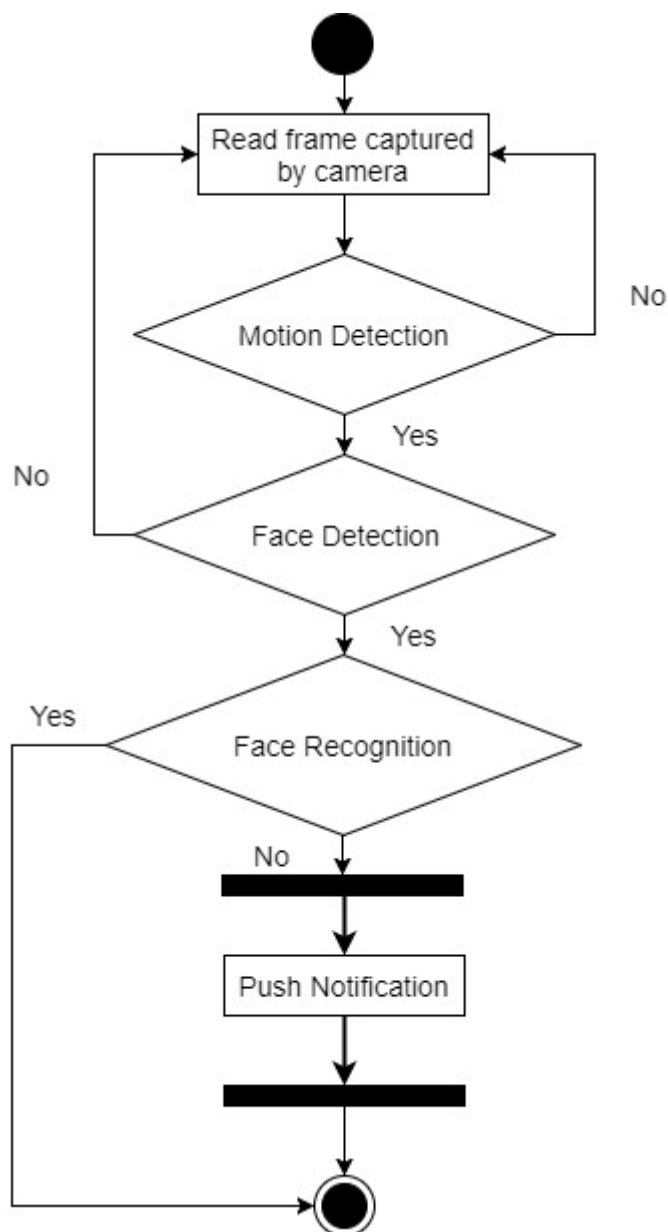 Read frame captured
by camera
No
Motion Detection
Yes
No
Face Detection
Yes
Yes
Face Recognition
No
Push Notification